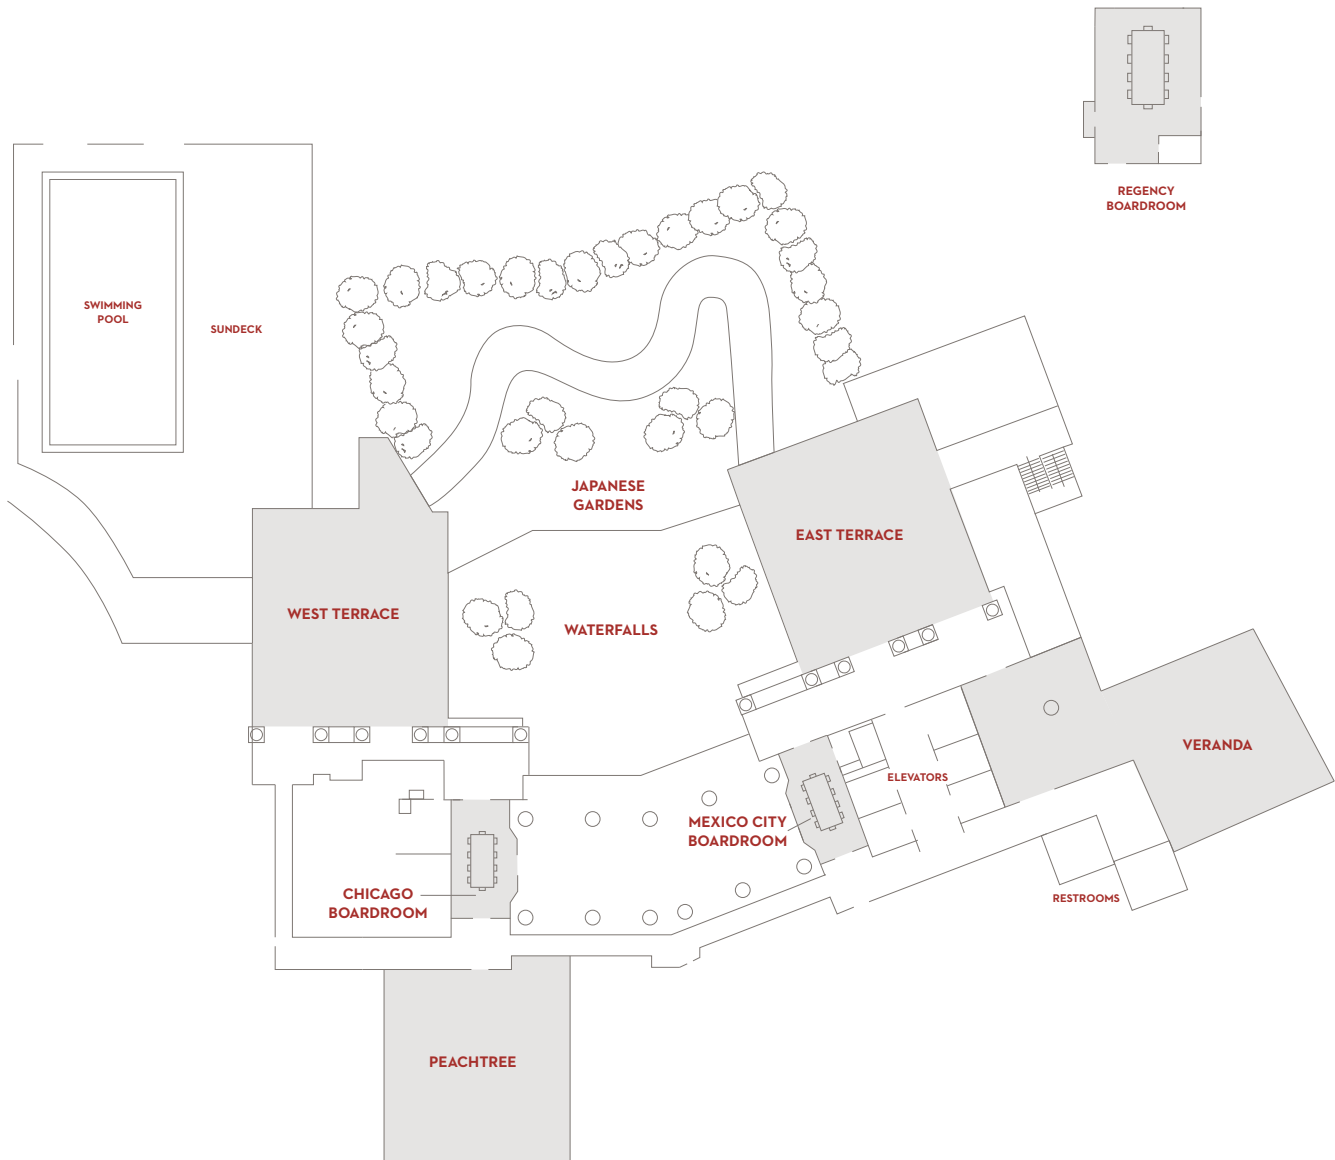 REGENCY
BOARDROOM
SWIMMING
POOL
SUNDECK
JAPANESE
GARDENS
EAST TERRACE
WEST TERRACE
WATERFALLS
VERANDA
ELEVATORS
MEXICO CITY
BOARDROOM
CHICAGO
BOARDROOM
RESTROOMS
PEACHTREE